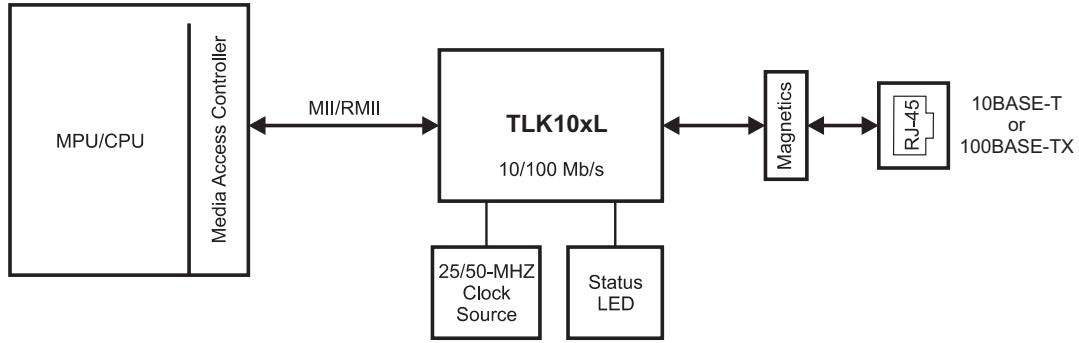 MPU/CPU
Media Access Controller
MII/RMII
TLK10xL
10/100 Mb/s
25/50-MHZ
Clock
Source
Status
LED
Magnetics
RJ-45
10BASE-T
or
100BASE-TX